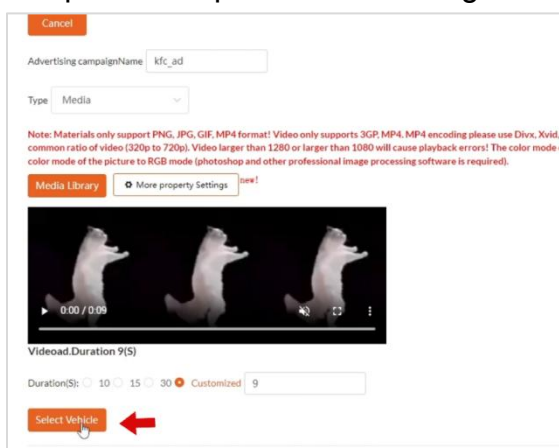 Cancel
Advertising campaignName kfc_ad
Type Media
Note: Materials only support PNG, JPG, GIF, MP4 format! Video only supports 3GP, MP4. MP4 encoding please use Divx, Xvid,
common ratio of video (320p to 720p). Video larger than 1280 or larger than 1080 will cause playback errors! The color mode
color mode of the picture to RGB mode (photoshop and other professional image processing software is required).
Media Library More property Settings new!
0:00 / 0:09
Videoad.Duration 9(S)
Duration(S): 10 15 30 Customized 9
Select Vehicle